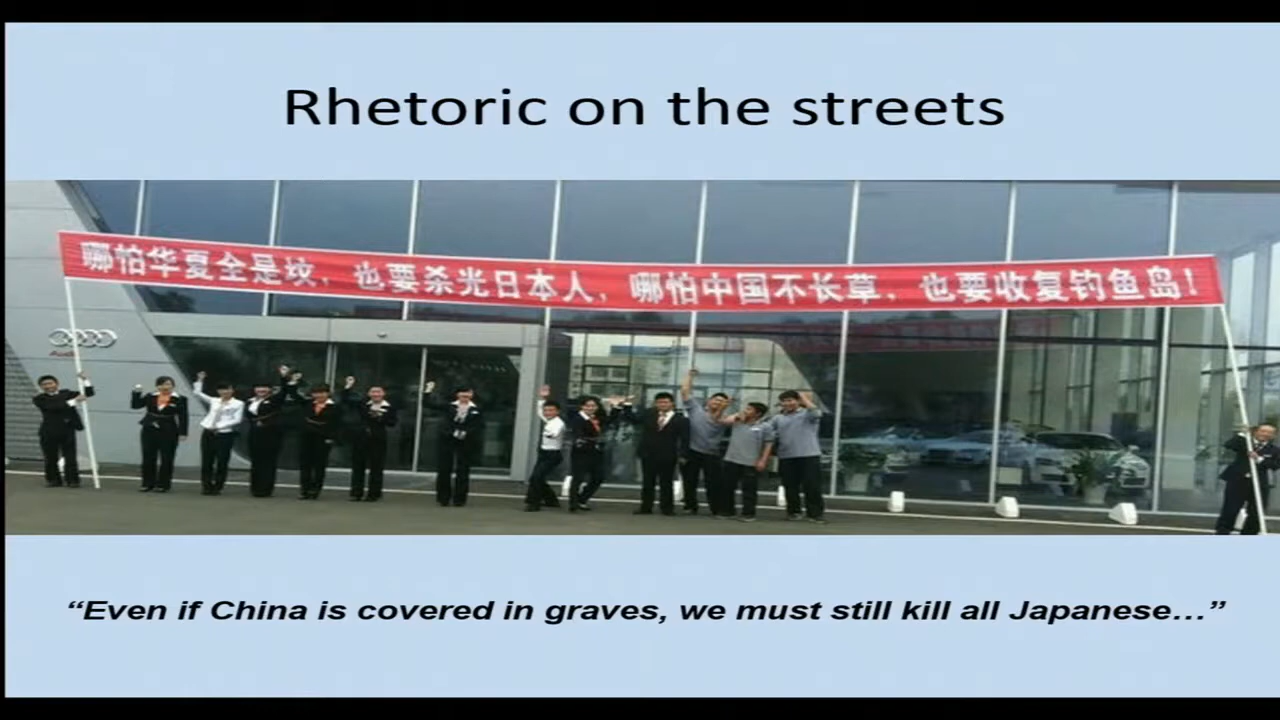 Rhetoric on the streets
哪怕华夏全是坟，也要杀光日本人，哪怕中国不长草，也要收复钓鱼岛！
Audi
“Even if China is covered in graves, we must still kill all Japanese…”